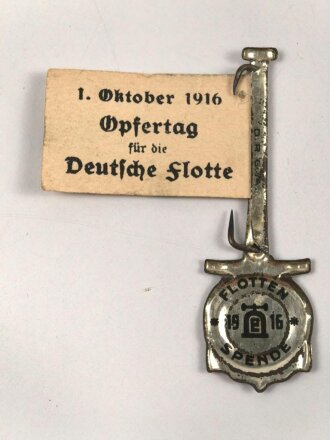 1. Oktober 1916
Opfertag
für die
Deutsche Flotte
FLOTTEN
19 16
SPENDE